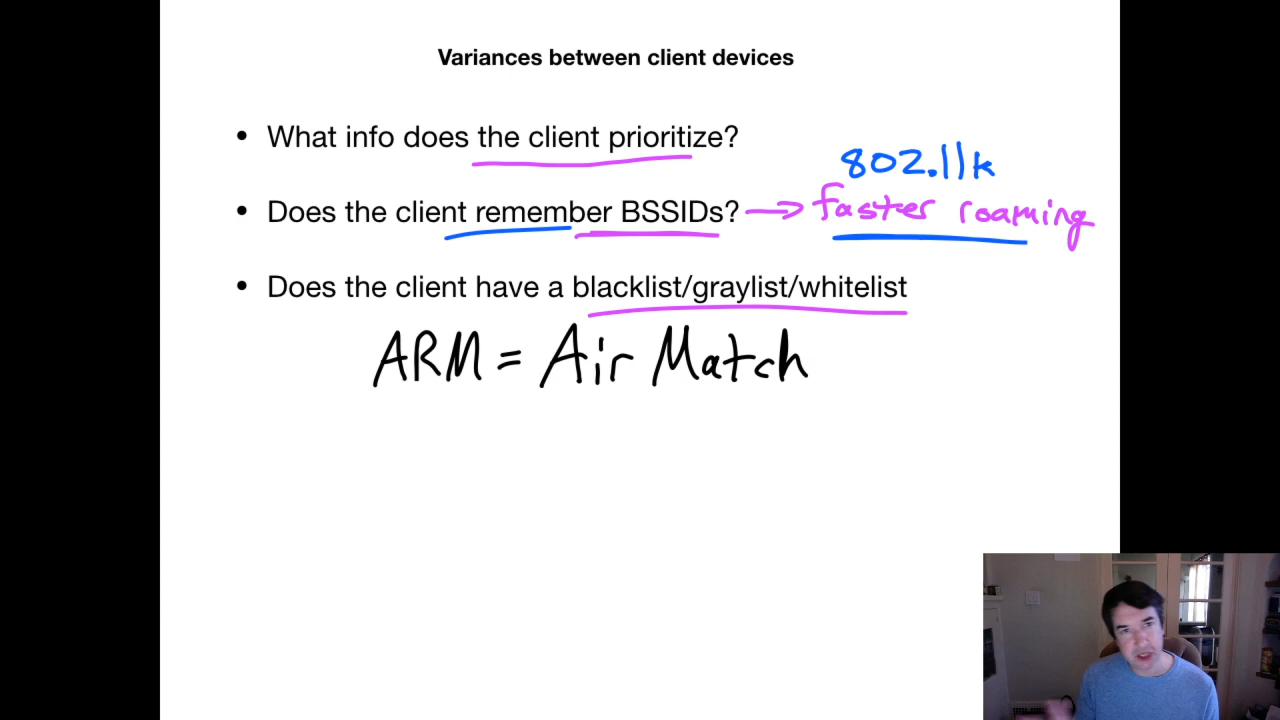 Variances between client devices
• What info does the client prioritize?
802.11k
• Does the client remember BSSIDs? → faster roaming
• Does the client have a blacklist/graylist/whitelist
ARM = Air Match